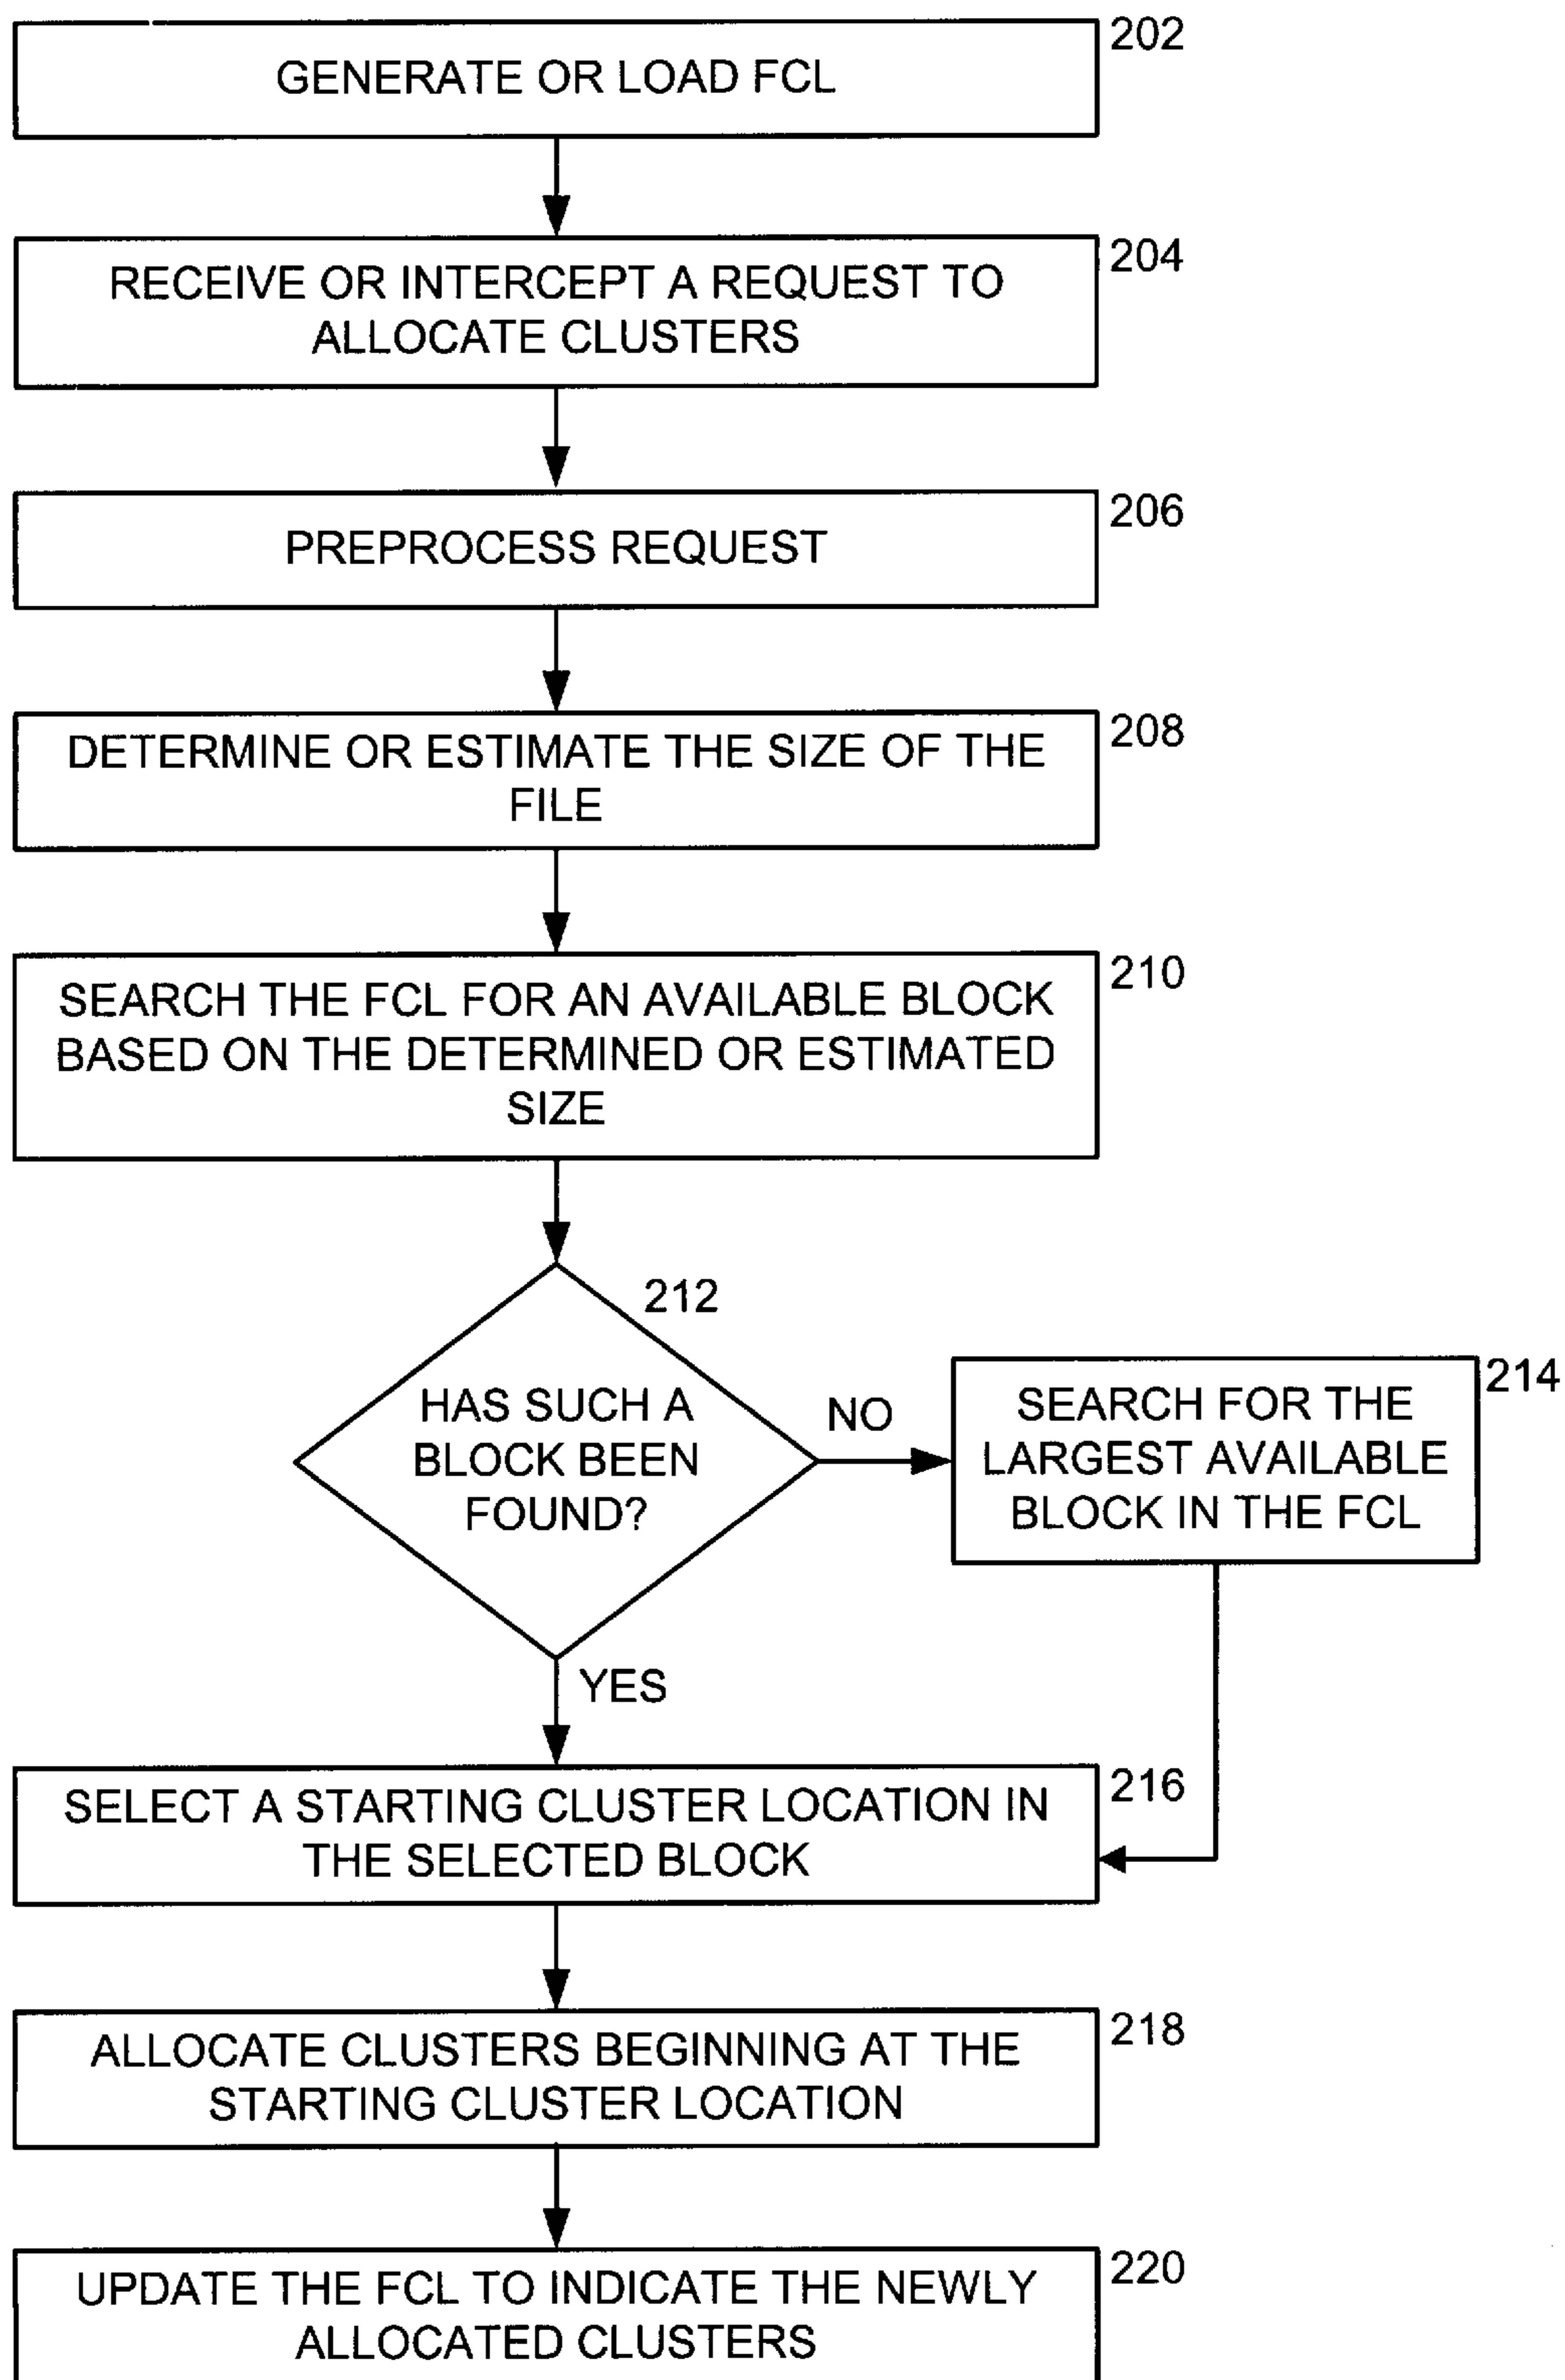 202
GENERATE OR LOAD FCL
204
RECEIVE OR INTERCEPT A REQUEST TO
ALLOCATE CLUSTERS
206
PREPROCESS REQUEST
208
DETERMINE OR ESTIMATE THE SIZE OF THE
FILE
210
SEARCH THE FCL FOR AN AVAILABLE BLOCK
BASED ON THE DETERMINED OR ESTIMATED
SIZE
212
HAS SUCH A
BLOCK BEEN
FOUND?
NO
214
SEARCH FOR THE
LARGEST AVAILABLE
BLOCK IN THE FCL
YES
216
SELECT A STARTING CLUSTER LOCATION IN
THE SELECTED BLOCK
218
ALLOCATE CLUSTERS BEGINNING AT THE
STARTING CLUSTER LOCATION
220
UPDATE THE FCL TO INDICATE THE NEWLY
ALLOCATED CLUSTERS